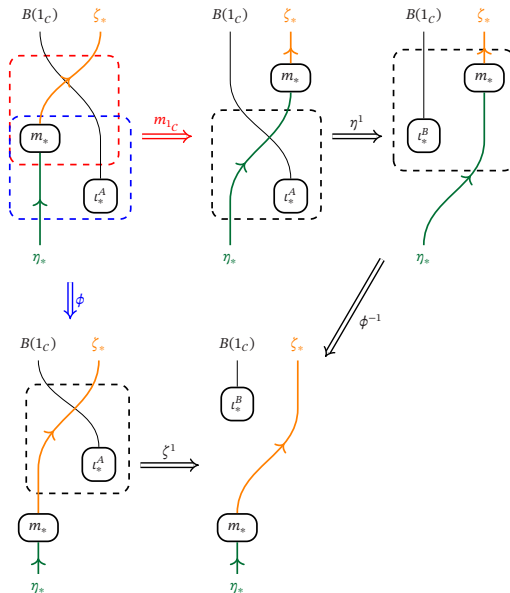 B(1_C) ζ_* B(1_C) ζ_* B(1_C) ζ_*
m_* m_*
m_* m_{1_C} η^1 ι_*^B
ι_*^A ι_*^A
η_* η_* η_*
ϕ ϕ^{-1}
B(1_C) ζ_* B(1_C) ζ_*
ι_*^B
ι_*^A ζ^1
m_* m_*
η_* η_*